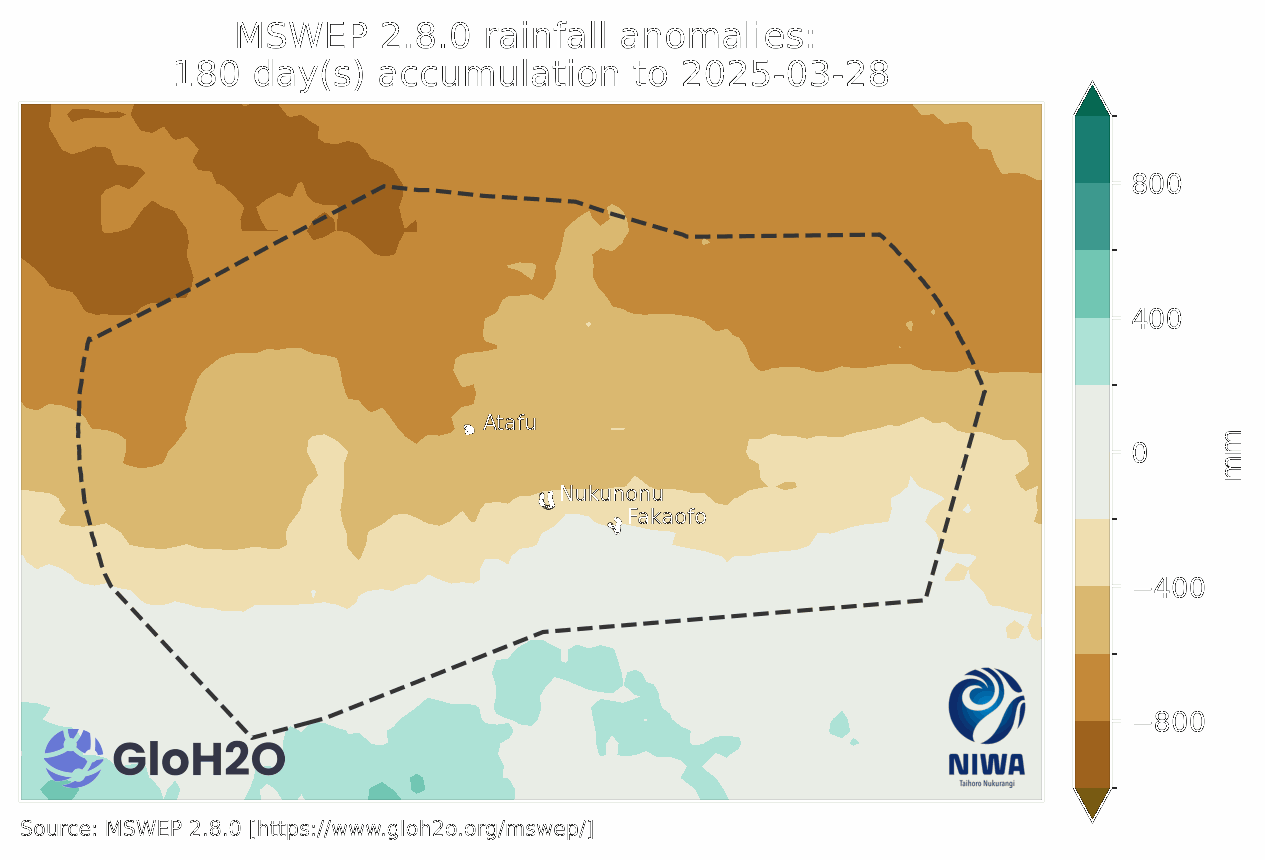 MSWEP 2.8.0 rainfall anomalies:
180 day(s) accumulation to 2025-03-28
800
400
0
−400
−800
mm
Atafu
Nukunonu
Fakaofo
GloH2O
NIWA
Taihoro Nukurangi
Source: MSWEP 2.8.0 [https://www.gloh2o.org/mswep/]